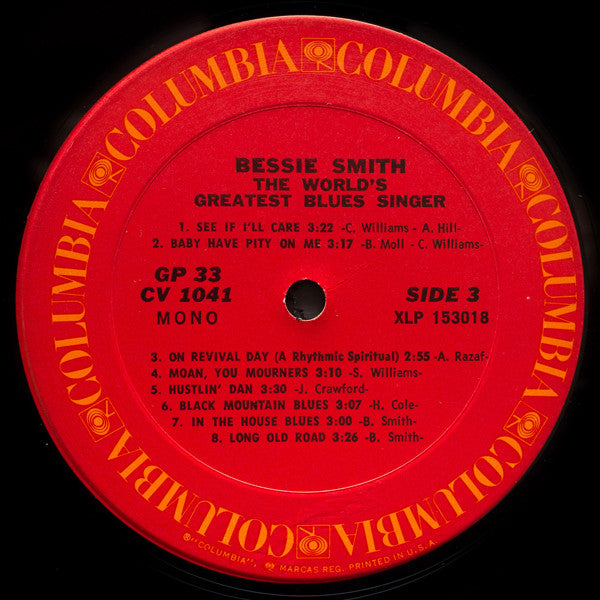 COLUMBIA COLUMBIA COLUMBIA COLUMBIA COLUMBIA COLUMBIA
BESSIE SMITH
THE WORLD'S
GREATEST BLUES SINGER
1. SEE IF I'LL CARE 3:22 -C. Williams - A. Hill-
2. BABY HAVE PITY ON ME 3:17 -B. Moll - C. Williams-
GP 33
CV 1041
MONO
SIDE 3
XLP 153018
3. ON REVIVAL DAY (A Rhythmic Spiritual) 2:55 -A. Razaf-
4. MOAN, YOU MOURNERS 3:10 -S. Williams-
5. HUSTLIN' DAN 3:30 -J. Crawford-
6. BLACK MOUNTAIN BLUES 3:07 -H. Cole-
7. IN THE HOUSE BLUES 3:00 -B. Smith-
8. LONG OLD ROAD 3:26 -B. Smith-
®"COLUMBIA", MARCAS REG. PRINTED IN U.S.A.